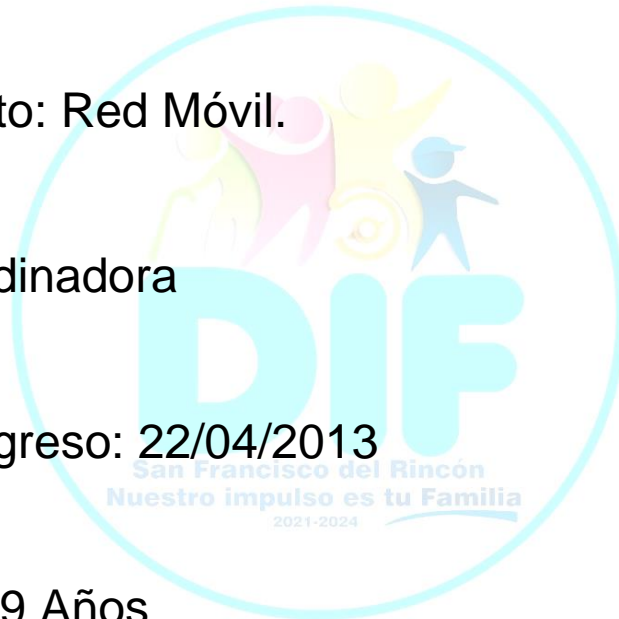 to: Red Móvil.
dinadora
DIF
greso: 22/04/2013
San Francisco del Rincón
Nuestro impulso es tu Familia
2021-2024
9 Años